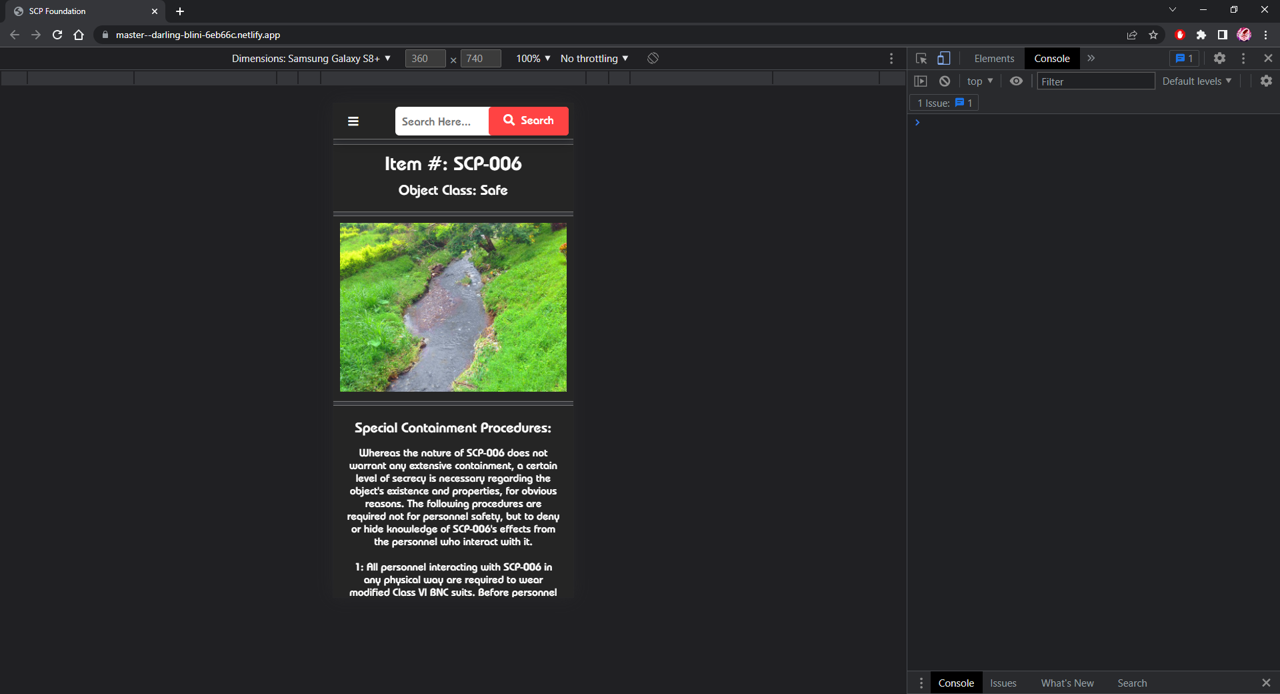 SCP Foundation
master--darling-blini-6eb66c.netlify.app
Dimensions: Samsung Galaxy S8+ ▼ 360 × 740 100% ▼ No throttling ▼
Elements Console » 1
top ▼ Filter Default levels ▼
1 Issue: 1
Search Here... Search
Item #: SCP-006
Object Class: Safe
Special Containment Procedures:
Whereas the nature of SCP-006 does not
warrant any extensive containment, a certain
level of secrecy is necessary regarding the
object's existence and properties, for obvious
reasons. The following procedures are
required not for personnel safety, but to deny
or hide knowledge of SCP-006's effects from
the personnel who interact with it.
1: All personnel interacting with SCP-006 in
any physical way are required to wear
modified Class VI BNC suits. Before personnel
Console Issues What's New Search